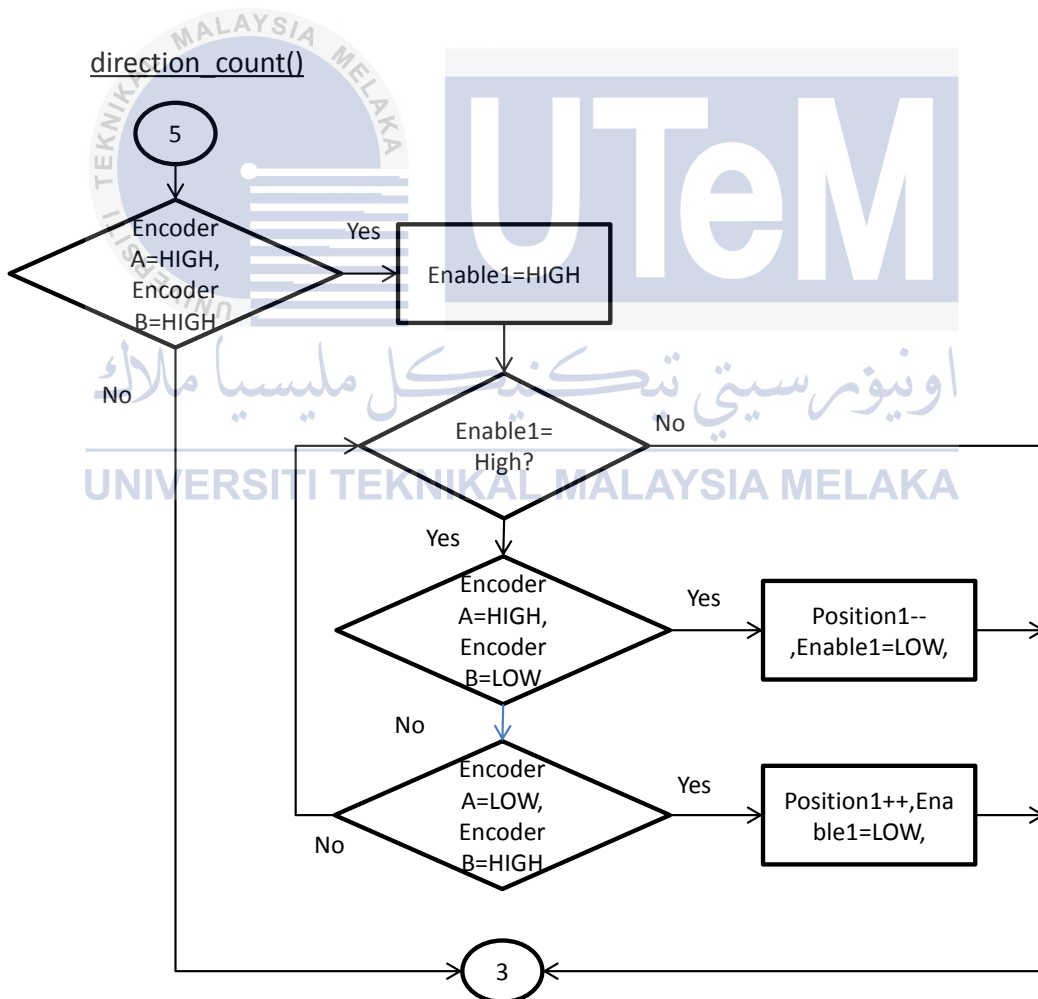 direction_count()
5
Encoder
A=HIGH,
Encoder
B=HIGH
Yes
Enable1=HIGH
No
Enable1=
High?
No
Yes
Encoder
A=HIGH,
Encoder
B=LOW
Yes
Position1--
,Enable1=LOW,
No
Encoder
A=LOW,
Encoder
B=HIGH
Yes
Position1++,Ena
ble1=LOW,
No
3
UNIVERSITI TEKNIKAL MALAYSIA MELAKA
UTeM
اونيۏرسيتي تيكنيكل مليسيا ملاك
UNIVERSITI TEKNIKAL MALAYSIA MELAKA